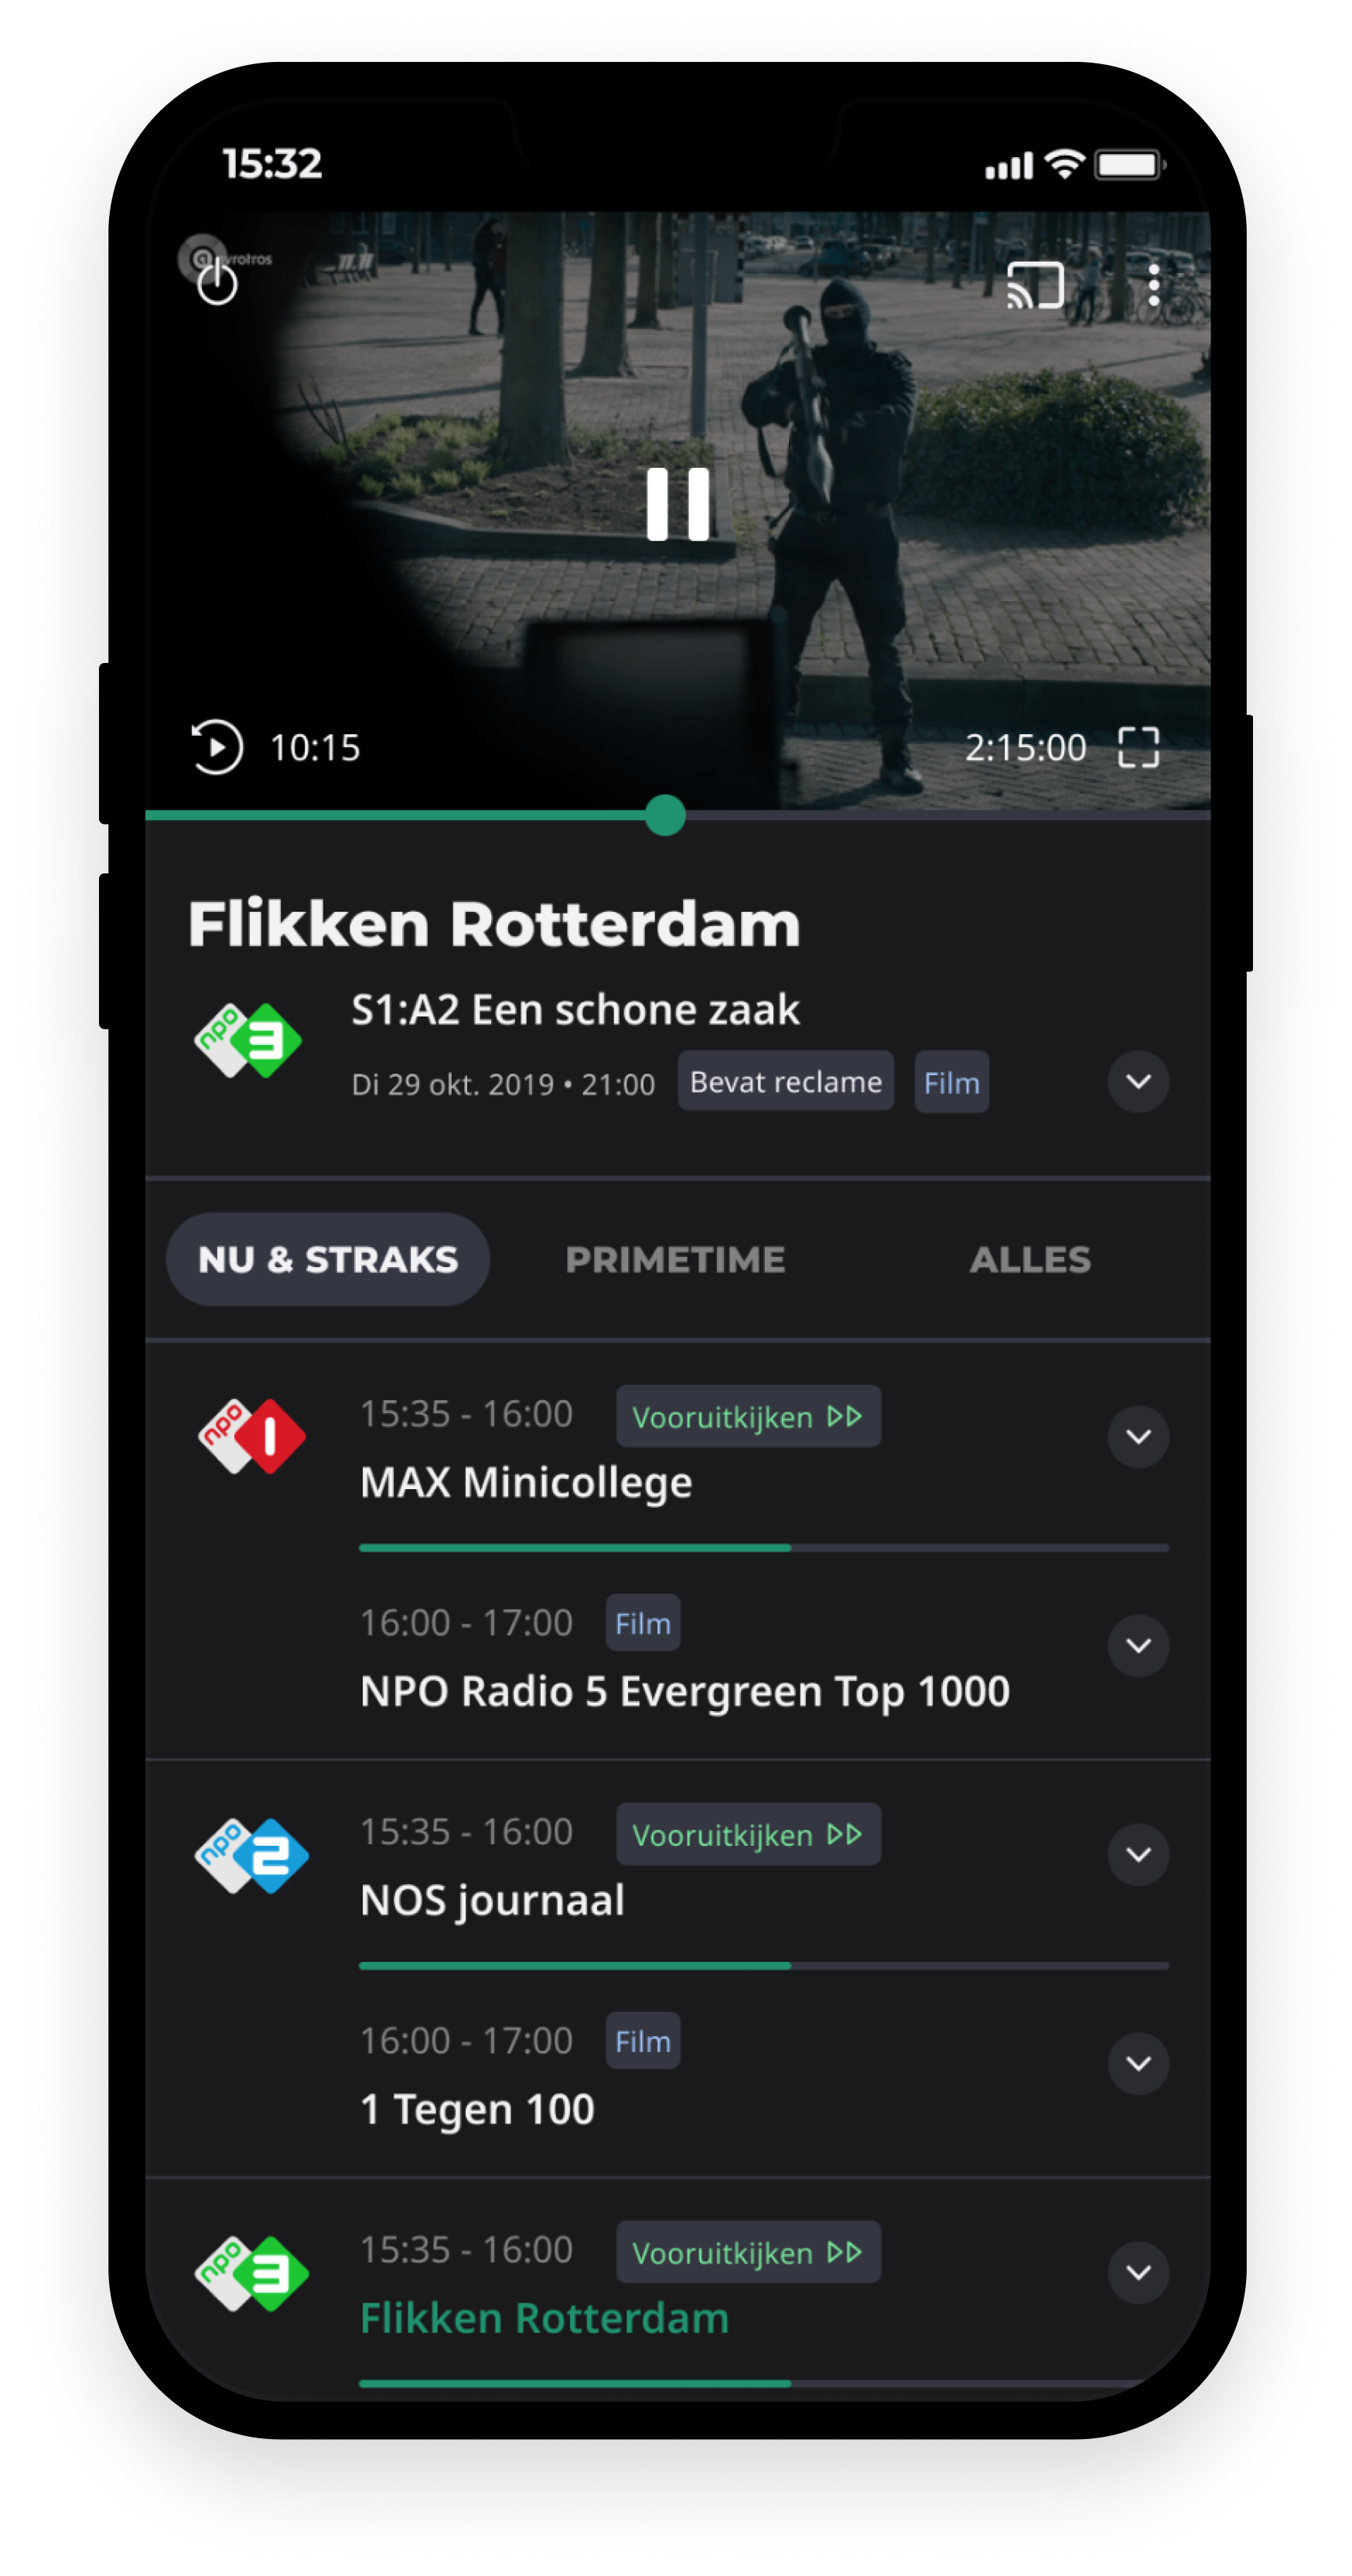 15:32
avrotros
10:15
2:15:00
Flikken Rotterdam
npo 3
S1:A2 Een schone zaak
Di 29 okt. 2019 • 21:00 Bevat reclame Film
NU & STRAKS PRIMETIME ALLES
npo 1
15:35 - 16:00 Vooruitkijken
MAX Minicollege
16:00 - 17:00 Film
NPO Radio 5 Evergreen Top 1000
npo 2
15:35 - 16:00 Vooruitkijken
NOS journaal
16:00 - 17:00 Film
1 Tegen 100
npo 3
15:35 - 16:00 Vooruitkijken
Flikken Rotterdam